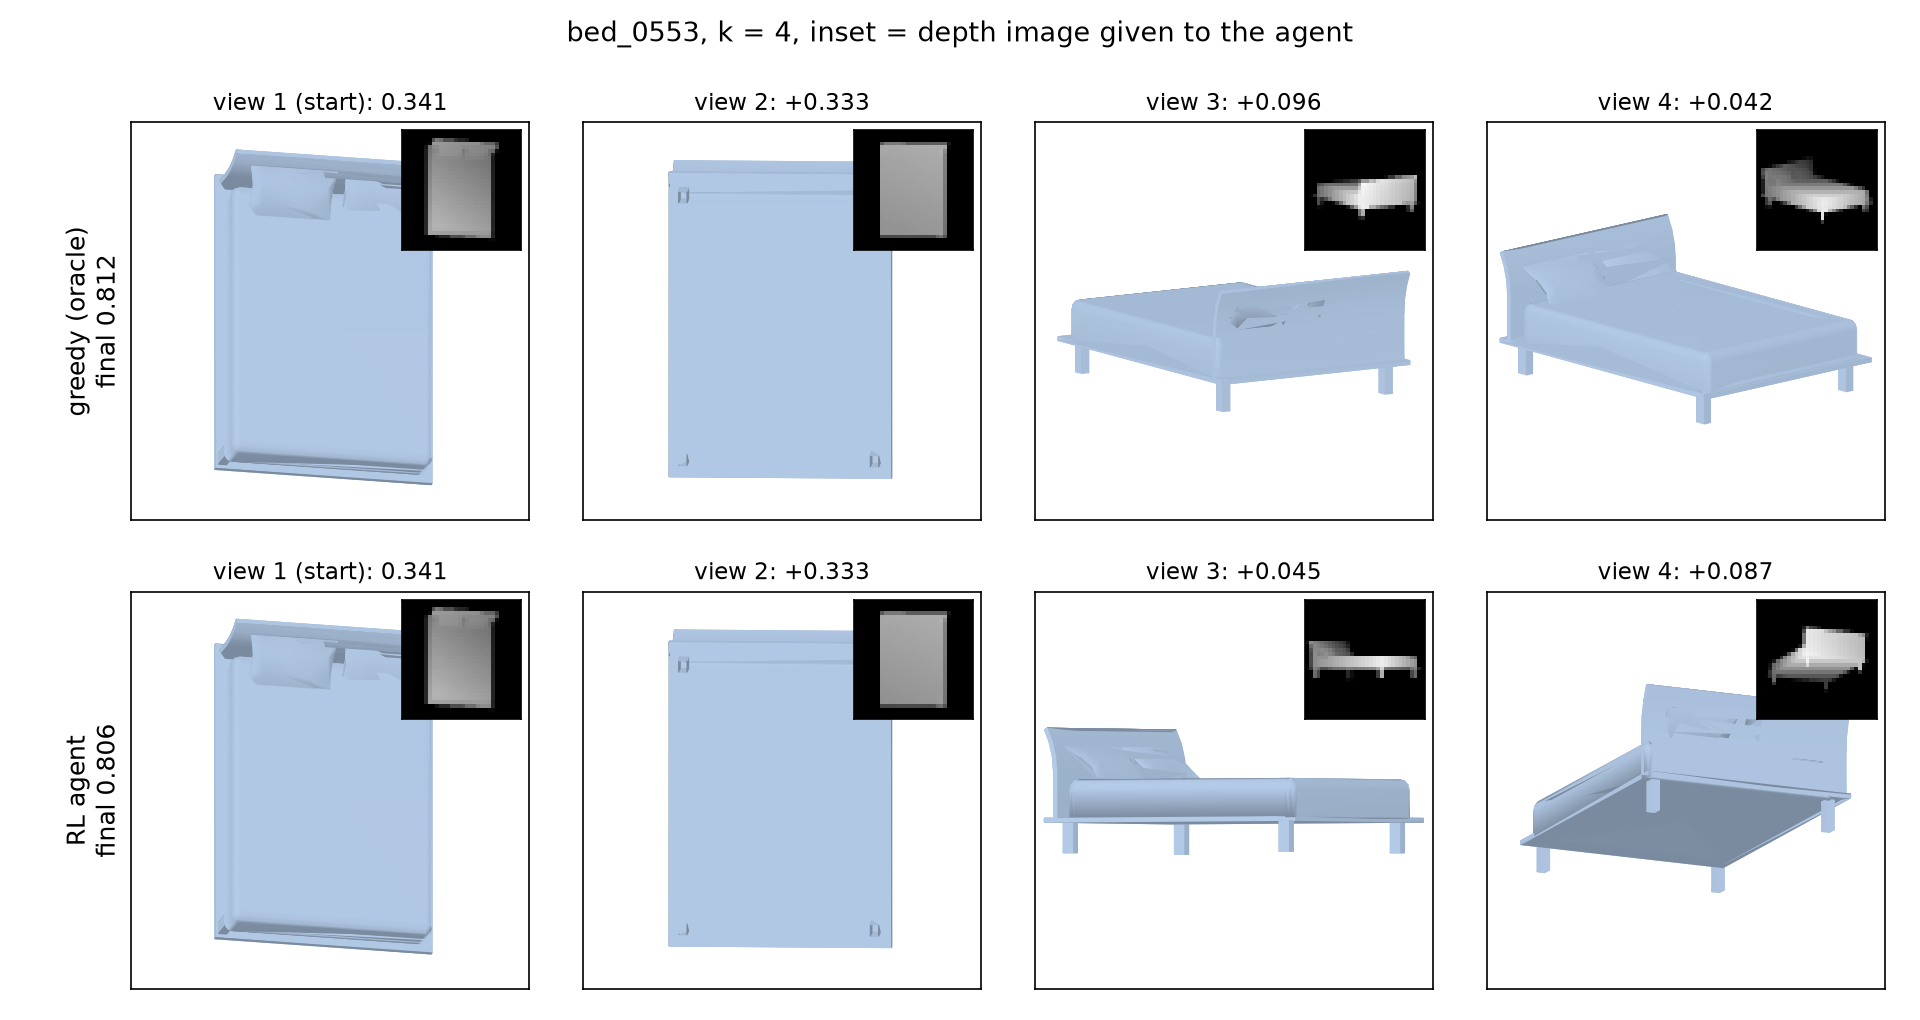 bed_0553, k = 4, inset = depth image given to the agent
greedy (oracle)
final 0.812
view 1 (start): 0.341
view 2: +0.333
view 3: +0.096
view 4: +0.042
RL agent
final 0.806
view 1 (start): 0.341
view 2: +0.333
view 3: +0.045
view 4: +0.087